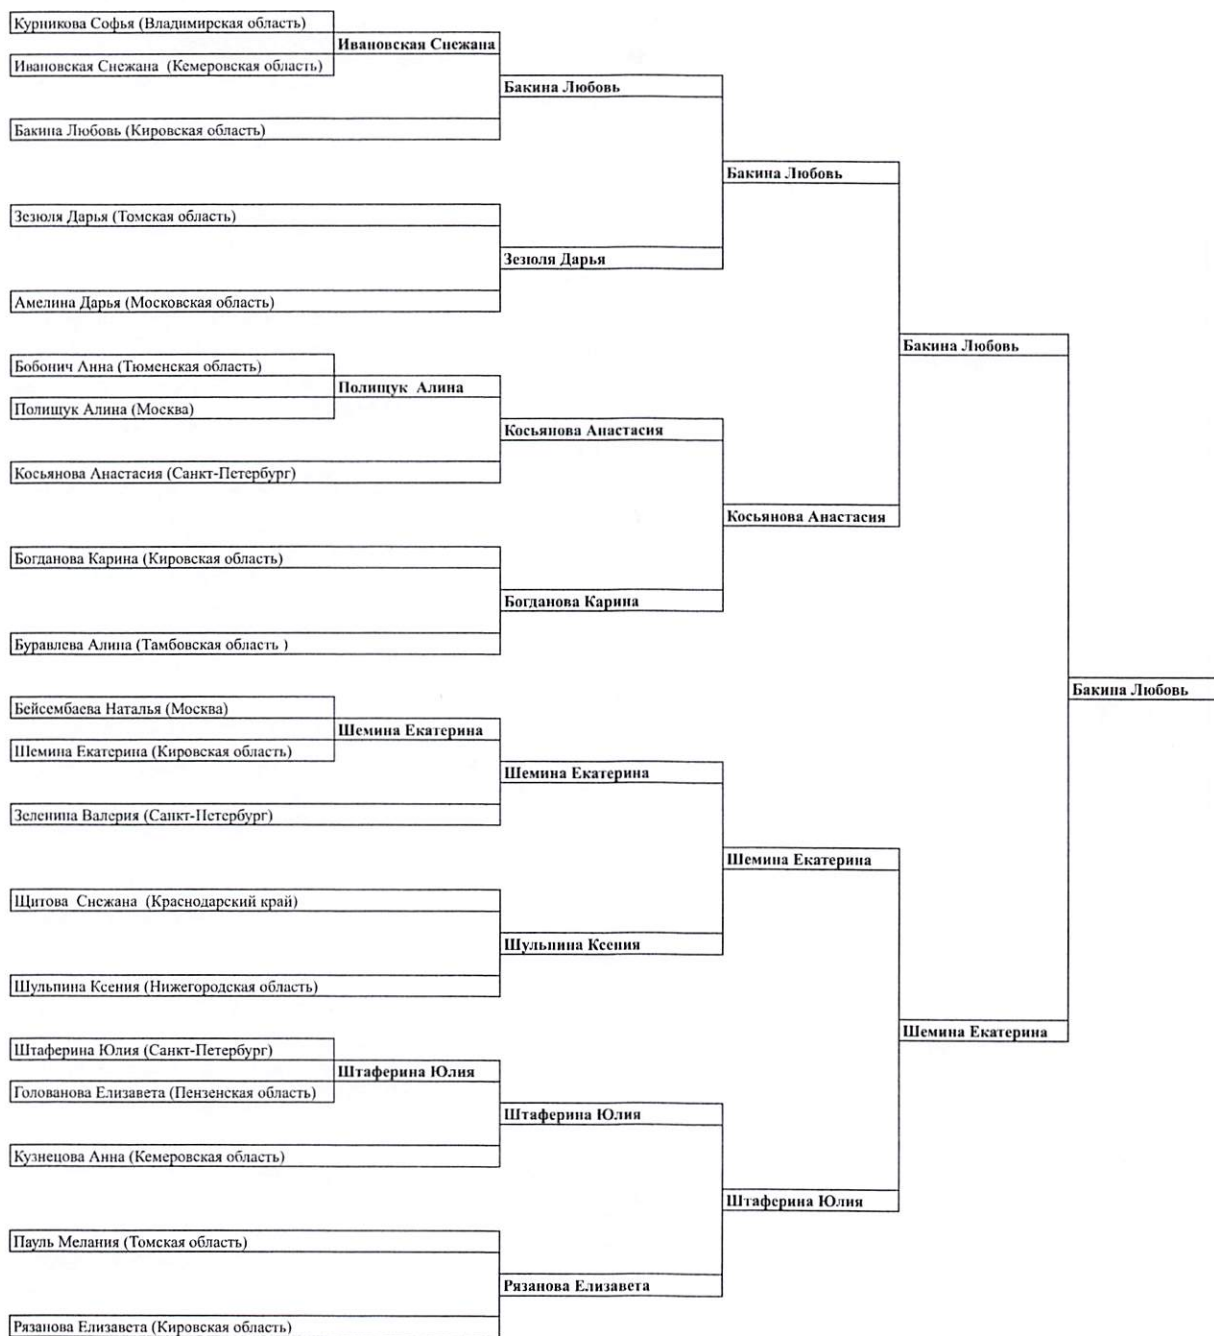 Курникова Софья (Владимирская область)
Ивановская Снежана
Ивановская Снежана (Кемеровская область)
Бакина Любовь
Бакина Любовь (Кировская область)
Бакина Любовь
Зезюля Дарья (Томская область)
Зезюля Дарья
Амелина Дарья (Московская область)
Бакина Любовь
Бобонич Анна (Тюменская область)
Полищук Алина
Полищук Алина (Москва)
Косьянова Анастасия
Косьянова Анастасия (Санкт-Петербург)
Косьянова Анастасия
Богданова Карина (Кировская область)
Богданова Карина
Буравлева Алина (Тамбовская область )
Бакина Любовь
Бейсембаева Наталья (Москва)
Шемина Екатерина
Шемина Екатерина (Кировская область)
Шемина Екатерина
Зеленина Валерия (Санкт-Петербург)
Шемина Екатерина
Щитова Снежана (Краснодарский край)
Шульпина Ксения
Шульпина Ксения (Нижегородская область)
Шемина Екатерина
Штаферина Юлия (Санкт-Петербург)
Штаферина Юлия
Голованова Елизавета (Пензенская область)
Штаферина Юлия
Кузнецова Анна (Кемеровская область)
Штаферина Юлия
Пауль Мелания (Томская область)
Рязанова Елизавета
Рязанова Елизавета (Кировская область)